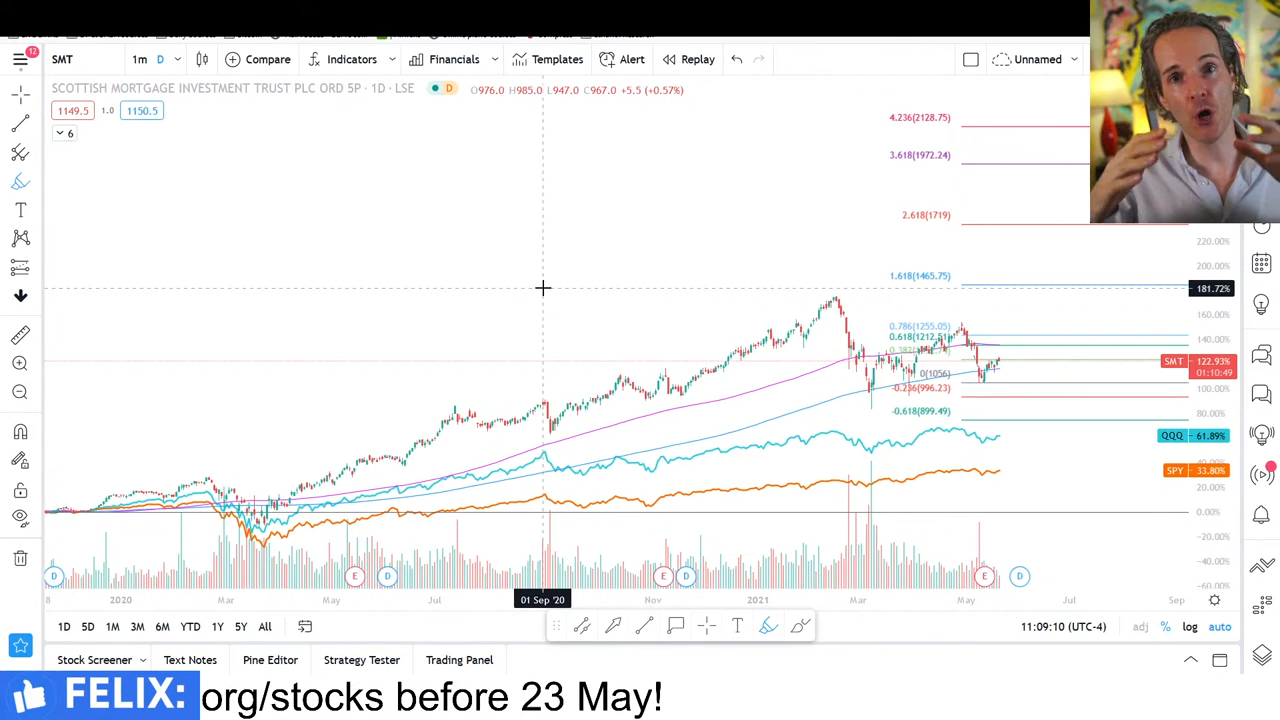 12
SMT 1m D Compare Indicators Financials Templates Alert Replay Unnamed
SCOTTISH MORTGAGE INVESTMENT TRUST PLC ORD 5P · 1D · LSE D O976.0 H985.0 L947.0 C967.0 +5.5 (+0.57%)
1149.5 1.0 1150.5
6
4.236(2128.75)
3.618(1972.24)
2.618(1719)
1.618(1465.75)
0.786(1255.05)
0.618(1212.51)
0(1056)
-0.236(996.23)
-0.618(899.49)
220.00%
200.00%
181.72%
160.00%
140.00%
SMT 122.93%
01:10:49
100.00%
80.00%
QQQ 61.89%
SPY 33.80%
20.00%
0.00%
-20.00%
-40.00%
-60.00%
D E D E D E D
8 2020 Mar May Jul 01 Sep '20 Nov 2021 Mar May Jul Sep
1D 5D 1M 3M 6M YTD 1Y 5Y All 11:09:10 (UTC-4) adj % log auto
Stock Screener Text Notes Pine Editor Strategy Tester Trading Panel
FELIX: org/stocks before 23 May!